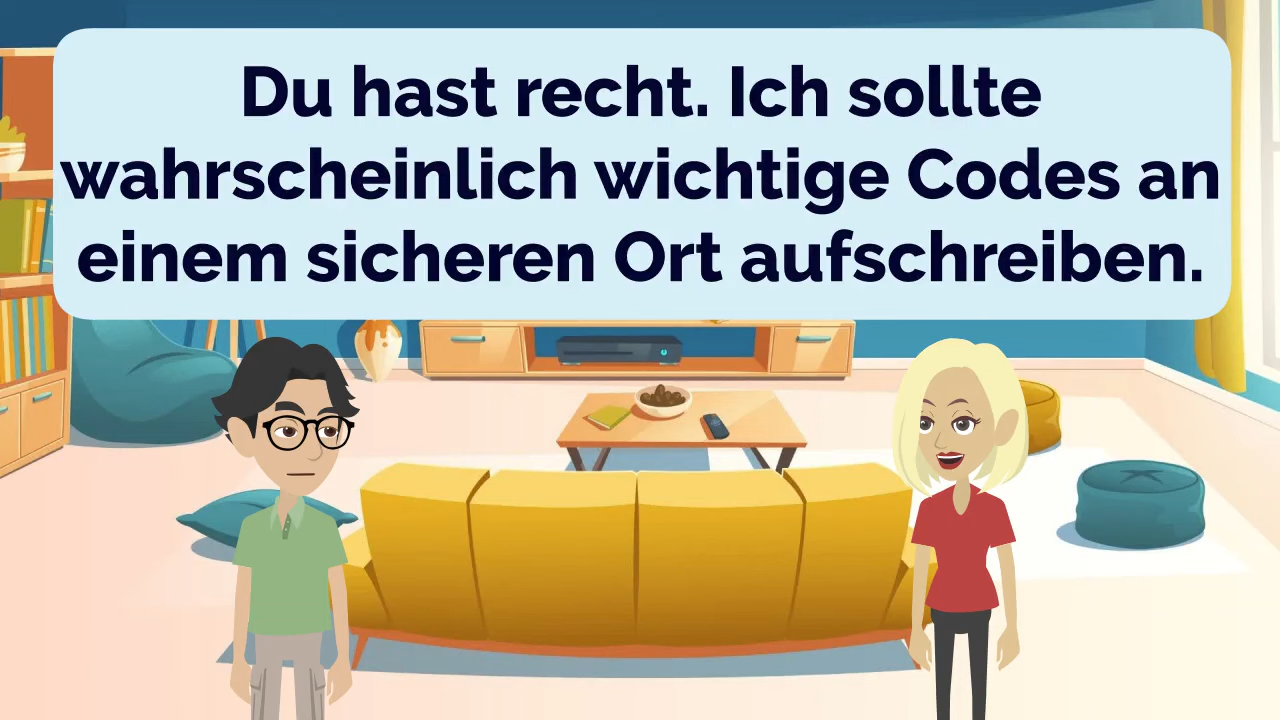 Du hast recht. Ich sollte
wahrscheinlich wichtige Codes an
einem sicheren Ort aufschreiben.